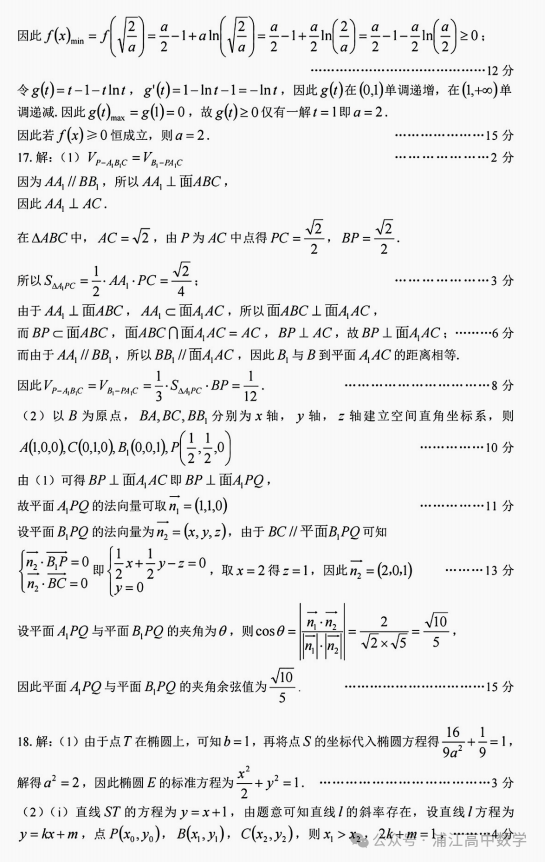 因此 f(x)min = f(√(2/a)) = a/2 − 1 + a ln(√(2/a)) = a/2 − 1 + a/2 ln(2/a) = a/2 − 1 − a/2 ln(a/2) ≥ 0；
…………………………………12 分
令 g(t) = t − 1 − t ln t，g'(t) = 1 − ln t − 1 = − ln t，因此 g(t) 在 (0,1) 单调递增，在 (1,+∞) 单
调递减. 因此 g(t)max = g(1) = 0，故 g(t) ≥ 0 仅有一解 t = 1 即 a = 2．
因此若 f(x) ≥ 0 恒成立，则 a = 2． …………………15 分
17. 解：（1）V_{P−A₁B₁C} = V_{B₁−PA₁C} …………………2 分
因为 AA₁ // BB₁，所以 AA₁ ⊥ 面ABC，
因此 AA₁ ⊥ AC．
在 ΔABC 中，AC = √2，由 P 为 AC 中点得 PC = √2/2，BP = √2/2．
所以 S_{ΔA₁PC} = 1/2 · AA₁ · PC = √2/4； …………………3 分
由于 AA₁ ⊥ 面ABC，AA₁ ⊂ 面A₁AC，所以 面ABC ⊥ 面A₁AC，
而 BP ⊂ 面ABC，面ABC ⋂ 面A₁AC = AC，BP ⊥ AC，故 BP ⊥ 面A₁AC；………6 分
而由于 AA₁ // BB₁，所以 BB₁ // 面A₁AC，因此 B₁ 与 B 到平面 A₁AC 的距离相等.
因此 V_{P−A₁B₁C} = V_{B₁−PA₁C} = 1/3 · S_{ΔA₁PC} · BP = 1/12． …………………………8 分
（2）以 B 为原点，BA, BC, BB₁ 分别为 x 轴，y 轴，z 轴建立空间直角坐标系，则
A(1,0,0), C(0,1,0), B₁(0,0,1), P(1/2, 1/2, 0) ……………10 分
由（1）可得 BP ⊥ 面A₁AC 即 BP ⊥ 面A₁PQ，
故平面 A₁PQ 的法向量可取 n₁ = (1,1,0) ……………11 分
设平面 B₁PQ 的法向量为 n₂ = (x, y, z)，由于 BC // 平面B₁PQ 可知
{n₂ · B₁P = 0, n₂ · BC = 0 即 {1/2 x + 1/2 y − z = 0, y = 0，取 x = 2 得 z = 1，因此 n₂ = (2,0,1) ………13 分
设平面 A₁PQ 与平面 B₁PQ 的夹角为 θ，则 cosθ = |n₁ · n₂ / |n₁| · |n₂|| = 2/(√2 × √5) = √10/5，
因此平面 A₁PQ 与平面 B₁PQ 的夹角余弦值为 √10/5． …………………………15 分
18. 解：（1）由于点 T 在椭圆上，可知 b = 1，再将点 S 的坐标代入椭圆方程得 16/9a² + 1/9 = 1，
解得 a² = 2，因此椭圆 E 的标准方程为 x²/2 + y² = 1． ………………………………3 分
（2）（i）直线 ST 的方程为 y = x + 1，由题意可知直线 l 的斜率存在，设直线 l 方程为
y = kx + m，点 P(x₀, y₀)，B(x₁, y₁)，C(x₂, y₂)，则 x₁ > x₂，2k + m = 1，………4 分
公众号 · 浦江高中数学